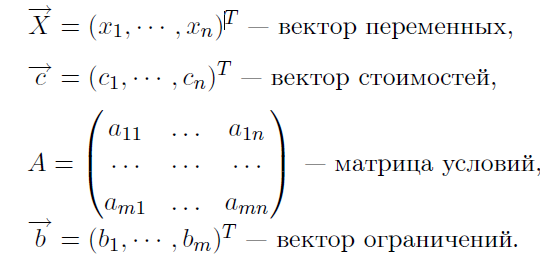 X⃗ = (x₁, ⋯ , xₙ)ᵀ — вектор переменных,
c⃗ = (c₁, ⋯ , cₙ)ᵀ — вектор стоимостей,
a₁₁ … a₁ₙ
A = ( ⋯ ⋯ ⋯ ) — матрица условий,
aₘ₁ … aₘₙ
b⃗ = (b₁, ⋯ , bₘ)ᵀ — вектор ограничений.